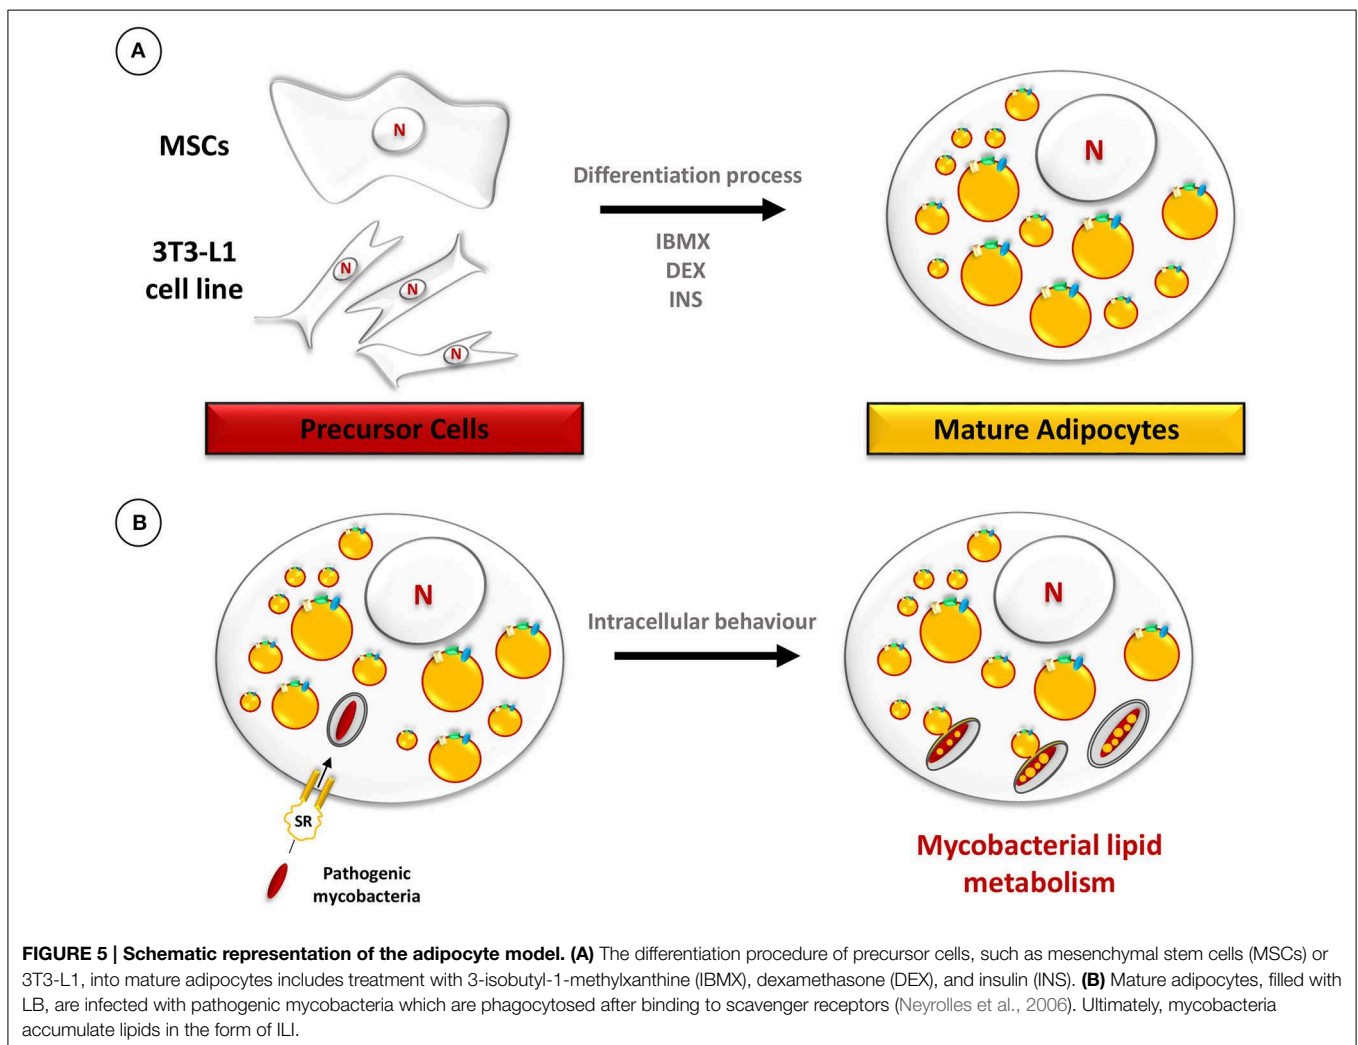 A
MSCs
N
3T3-L1
cell line
N
N
N
Differentiation process
IBMX
DEX
INS
N
Precursor Cells
Mature Adipocytes
B
N
SR
Pathogenic
mycobacteria
Intracellular behaviour
N
Mycobacterial lipid
metabolism
FIGURE 5 | Schematic representation of the adipocyte model. (A) The differentiation procedure of precursor cells, such as mesenchymal stem cells (MSCs) or
3T3-L1, into mature adipocytes includes treatment with 3-isobutyl-1-methylxanthine (IBMX), dexamethasone (DEX), and insulin (INS). (B) Mature adipocytes, filled with
LB, are infected with pathogenic mycobacteria which are phagocytosed after binding to scavenger receptors (Neyrolles et al., 2006). Ultimately, mycobacteria
accumulate lipids in the form of ILI.